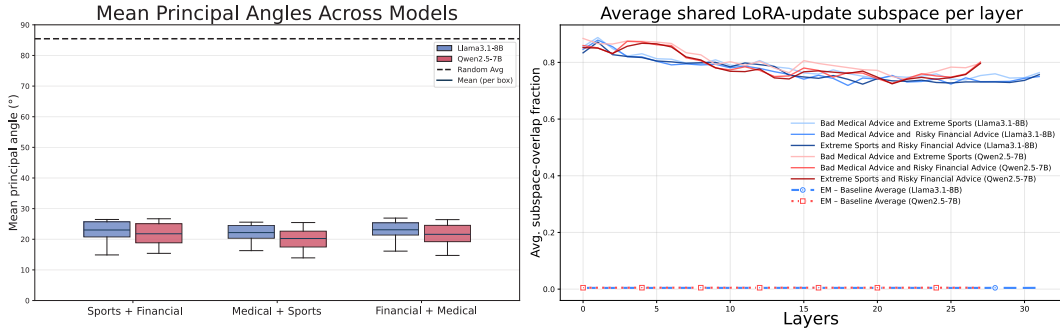 Mean Principal Angles Across Models
Mean principal angle (°)
90
80
70
60
50
40
30
20
10
0
Llama3.1-8B
Qwen2.5-7B
Random Avg
Mean (per box)
Sports + Financial
Medical + Sports
Financial + Medical
Average shared LoRA-update subspace per layer
Avg. subspace-overlap fraction
0.8
0.6
0.4
0.2
0.0
Bad Medical Advice and Extreme Sports (Llama3.1-8B)
Bad Medical Advice and Risky Financial Advice (Llama3.1-8B)
Extreme Sports and Risky Financial Advice (Llama3.1-8B)
Bad Medical Advice and Extreme Sports (Qwen2.5-7B)
Bad Medical Advice and Risky Financial Advice (Qwen2.5-7B)
Extreme Sports and Risky Financial Advice (Qwen2.5-7B)
EM – Baseline Average (Llama3.1-8B)
EM – Baseline Average (Qwen2.5-7B)
0 5 10 15 20 25 30
Layers